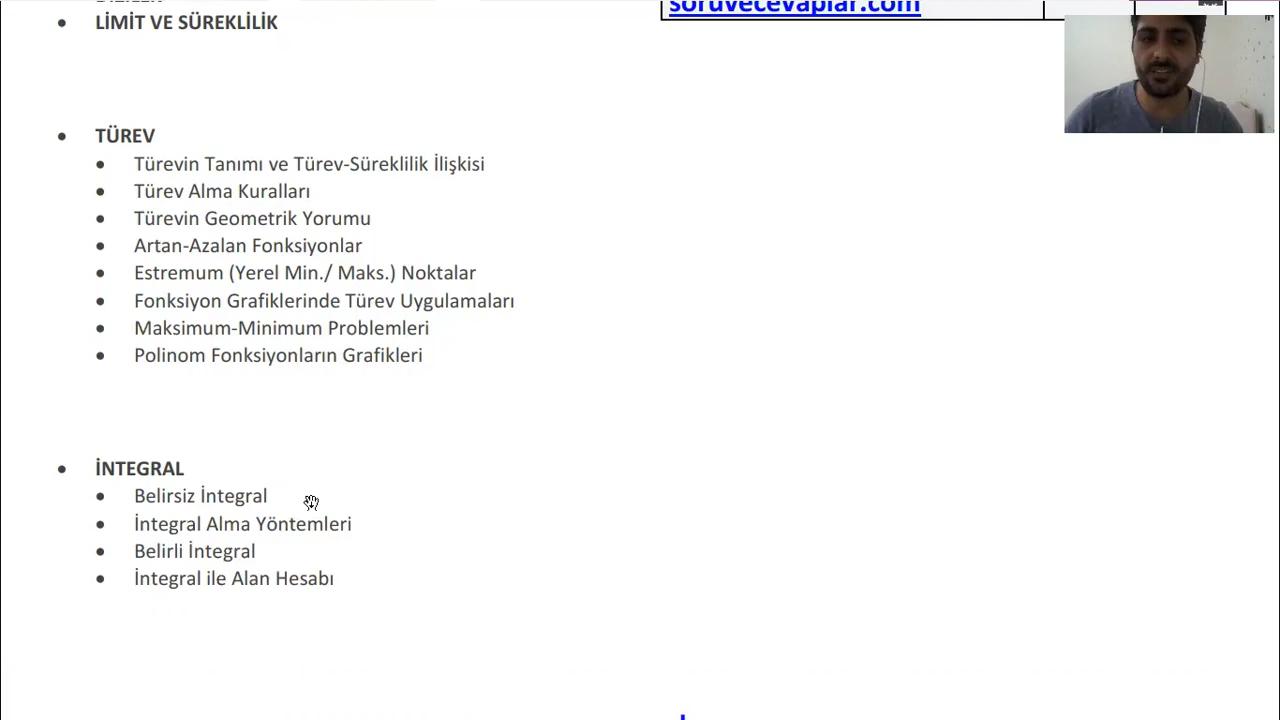 LİMİT VE SÜREKLİLİK
soruvecevaplar.com
TÜREV
Türevin Tanımı ve Türev-Süreklilik İlişkisi
Türev Alma Kuralları
Türevin Geometrik Yorumu
Artan-Azalan Fonksiyonlar
Estremum (Yerel Min./ Maks.) Noktalar
Fonksiyon Grafiklerinde Türev Uygulamaları
Maksimum-Minimum Problemleri
Polinom Fonksiyonların Grafikleri
İNTEGRAL
Belirsiz İntegral
İntegral Alma Yöntemleri
Belirli İntegral
İntegral ile Alan Hesabı